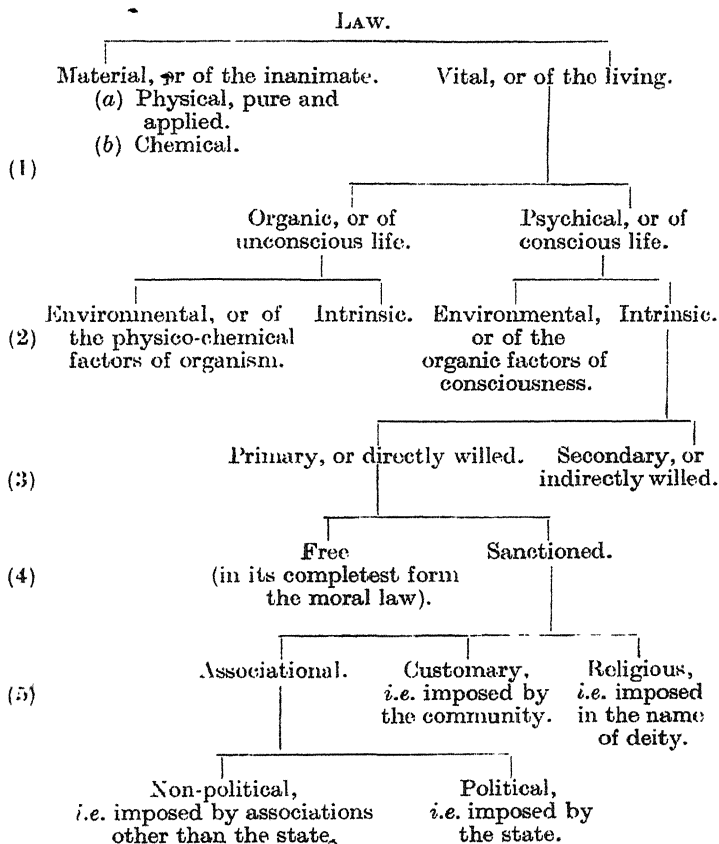 LAW.
Material, or of the inanimate. Vital, or of the living.
(a) Physical, pure and
applied.
(b) Chemical.
(1)
Organic, or of Psychical, or of
unconscious life. conscious life.
Environmental, or of Intrinsic. Environmental, Intrinsic.
(2) the physico-chemical or of the
factors of organism. organic factors of
consciousness.
Primary, or directly willed. Secondary, or
(3) indirectly willed.
Free Sanctioned.
(4) (in its completest form
the moral law).
Associational. Customary, Religious,
(5) i.e. imposed by i.e. imposed
the community. in the name
of deity.
Non-political, Political,
i.e. imposed by associations i.e. imposed by
other than the state. the state.